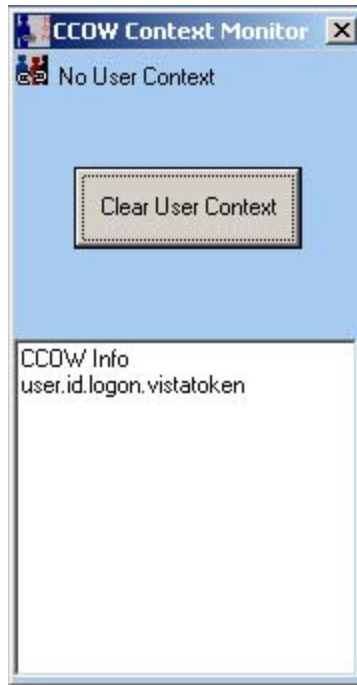 CCOW Context Monitor
No User Context
Clear User Context
CCOW Info
user.id.logon.vistatoken